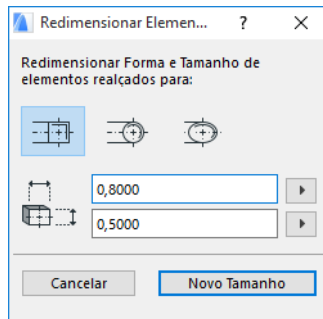 Redimensionar Elemen...
?
Redimensionar Forma e Tamanho de
elementos realçados para:
0,8000
0,5000
Cancelar
Novo Tamanho